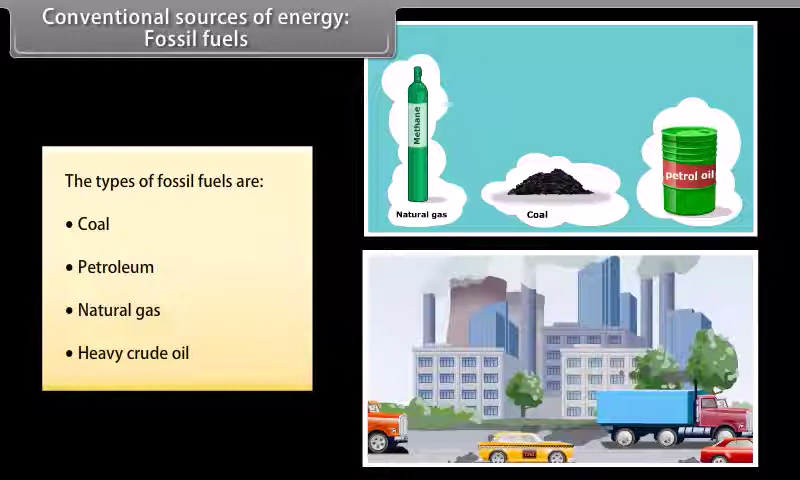 Conventional sources of energy:
Fossil fuels
The types of fossil fuels are:
• Coal
• Petroleum
• Natural gas
• Heavy crude oil
Methane
petrol oil
Natural gas
Coal